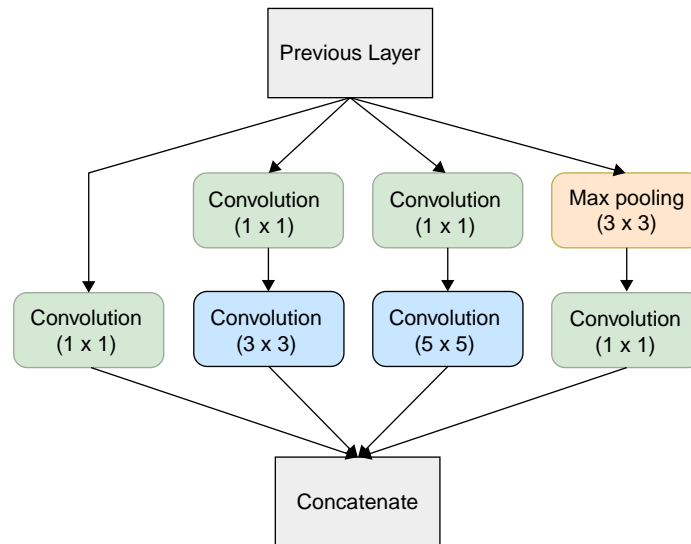 Previous Layer
Convolution
(1 x 1)
Convolution
(1 x 1)
Max pooling
(3 x 3)
Convolution
(1 x 1)
Convolution
(3 x 3)
Convolution
(5 x 5)
Convolution
(1 x 1)
Concatenate